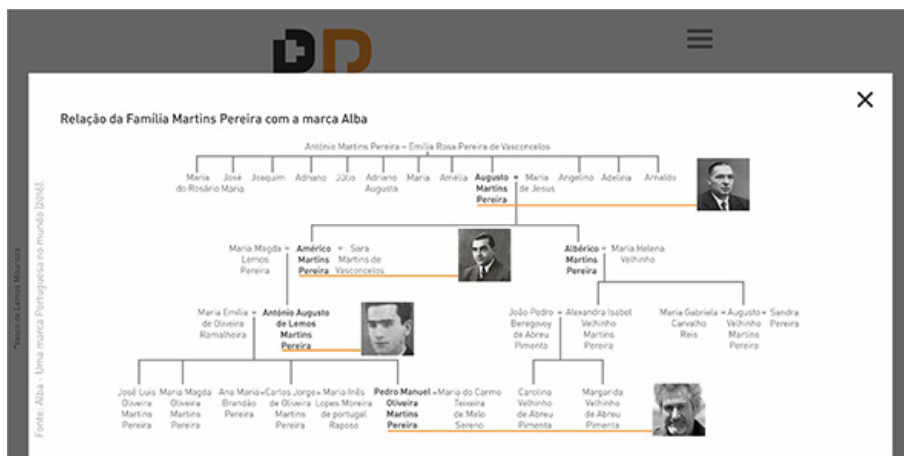 Relação da Família Martins Pereira com a marca Alba
António Martins Pereira = Emília Rosa Pereira de Vasconcelos
Maria do Rosário
José Maria
Joaquim
Adriano
Júlio
Adriano Augusta
Maria
Amélia
Augusto Martins Pereira
=
Maria de Jesus
Angelino
Adelina
Arnaldo
Maria Magda Lemos Pereira
=
Américo Martins Pereira
=
Sara Martins de Vasconcelos
Albérico Martins Pereira
=
Maria Helena Velhinho
Maria Emília de Oliveira Ramalheira
=
António Augusto de Lemos Martins Pereira
João Pedro Beregovoy de Abreu Pimenta
=
Alexandra Isabel Velhinho Martins Pereira
Maria Gabriela Carvalho Reis
=
Augusto Velhinho Martins Pereira
=
Sandra Pereira
José Luis Oliveira Martins Pereira
Maria Magda Oliveira Martins Pereira
Ana Maria Brandão Pereira
=
Carlos Jorge de Oliveira Martins Pereira
=
Maria Inês Lopes Moreira de portugal Raposo
Pedro Manuel Oliveira Martins Pereira
=
Maria do Carmo Teixeira de Melo Sereno
Carolina Velhinho de Abreu Pimenta
Margarida Velhinho de Abreu Pimenta
Fonte: Alba - Uma marca Portuguesa no mundo